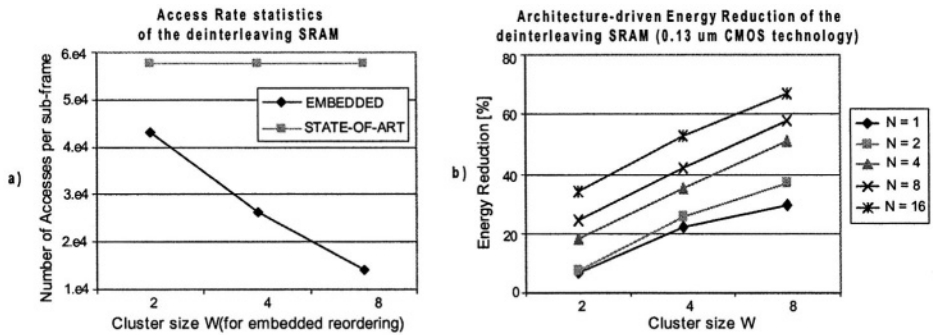 Access Rate statistics
of the deinterleaving SRAM
6.e4
5.e4
4.e4
3.e4
2.e4
1.e4
Number of Accesses per sub-frame
EMBEDDED
STATE-OF-ART
a)
2 4 8
Cluster size W(for embedded reordering)
Architecture-driven Energy Reduction of the
deinterleaving SRAM (0.13 um CMOS technology)
80
60
40
20
0
Energy Reduction [%]
b)
2 4 8
Cluster size W
N = 1
N = 2
N = 4
N = 8
N = 16